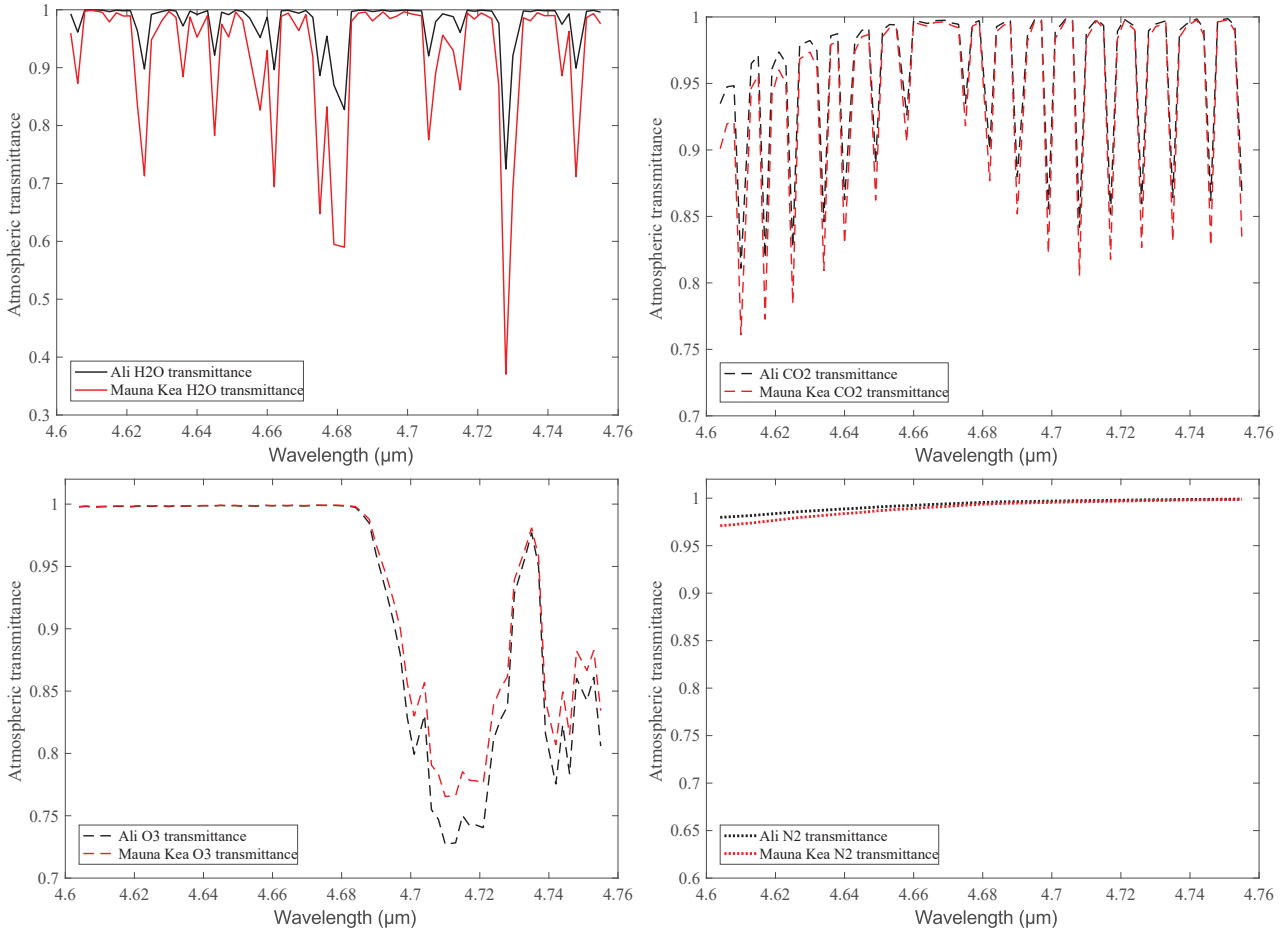 1
0.9
0.8
0.7
0.6
0.5
0.4
0.3
Atmospheric transmittance
Ali H2O transmittance
Mauna Kea H2O transmittance
4.6 4.62 4.64 4.66 4.68 4.7 4.72 4.74 4.76
Wavelength (μm)
1
0.95
0.9
0.85
0.8
0.75
0.7
Atmospheric transmittance
Ali CO2 transmittance
Mauna Kea CO2 transmittance
4.6 4.62 4.64 4.66 4.68 4.7 4.72 4.74 4.76
Wavelength (μm)
1
0.95
0.9
0.85
0.8
0.75
0.7
Atmospheric transmittance
Ali O3 transmittance
Mauna Kea O3 transmittance
4.6 4.62 4.64 4.66 4.68 4.7 4.72 4.74 4.76
Wavelength (μm)
1
0.95
0.9
0.85
0.8
0.75
0.7
0.65
0.6
Atmospheric transmittance
Ali N2 transmittance
Mauna Kea N2 transmittance
4.6 4.62 4.64 4.66 4.68 4.7 4.72 4.74 4.76
Wavelength (μm)